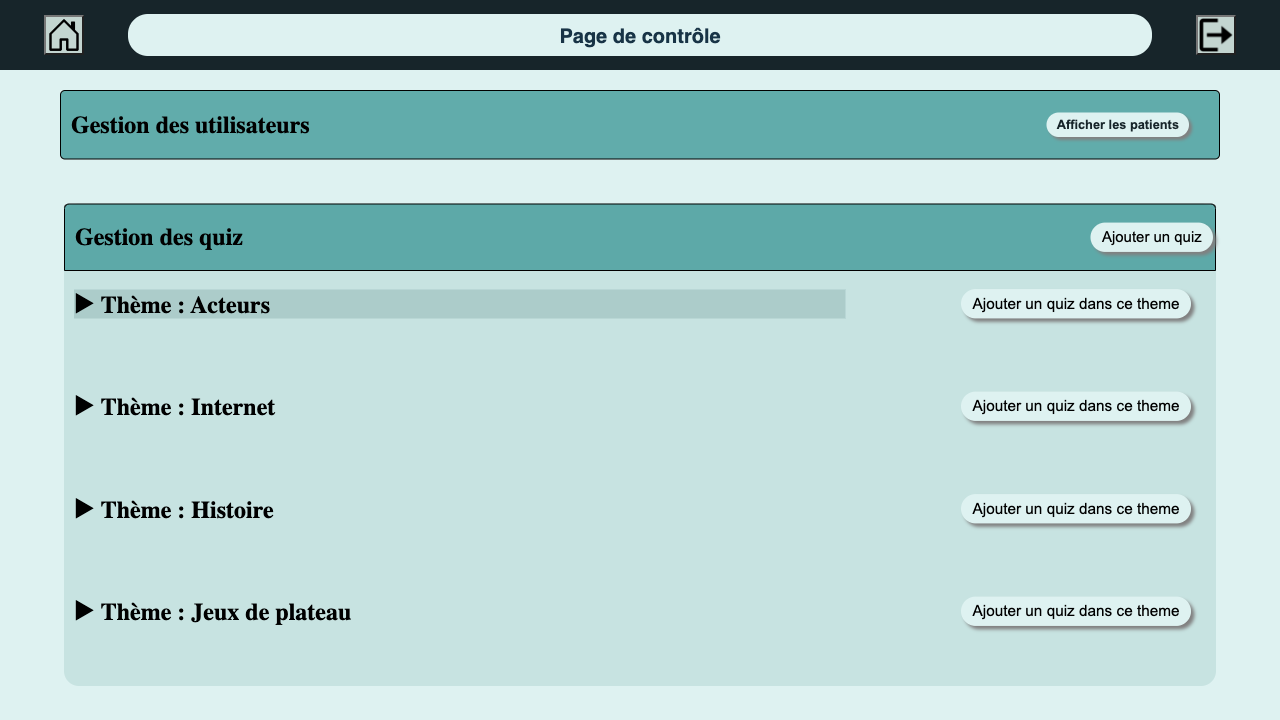 Page de contrôle
Gestion des utilisateurs
Afficher les patients
Gestion des quiz
Ajouter un quiz
Thème : Acteurs
Ajouter un quiz dans ce theme
Thème : Internet
Ajouter un quiz dans ce theme
Thème : Histoire
Ajouter un quiz dans ce theme
Thème : Jeux de plateau
Ajouter un quiz dans ce theme